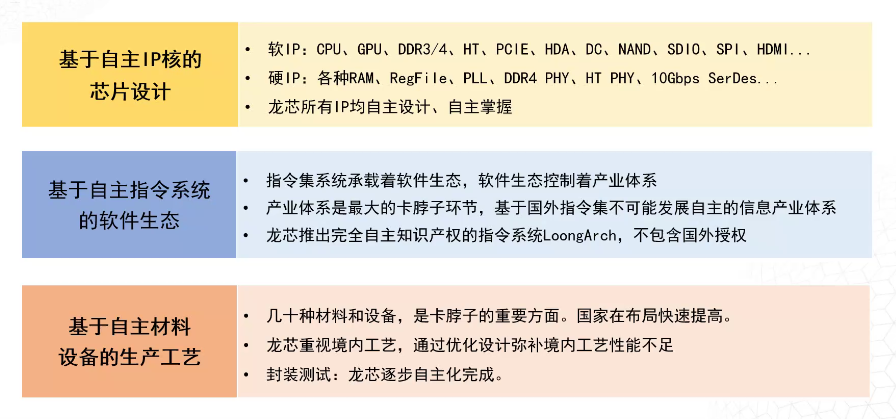 基于自主IP核的
芯片设计
• 软IP：CPU、GPU、DDR3/4、HT、PCIE、HDA、DC、NAND、SDIO、SPI、HDMI...
• 硬IP：各种RAM、RegFile、PLL、DDR4 PHY、HT PHY、10Gbps SerDes...
• 龙芯所有IP均自主设计、自主掌握
基于自主指令系统
的软件生态
• 指令集系统承载着软件生态，软件生态控制着产业体系
• 产业体系是最大的卡脖子环节，基于国外指令集不可能发展自主的信息产业体系
• 龙芯推出完全自主知识产权的指令系统LoongArch，不包含国外授权
基于自主材料
设备的生产工艺
• 几十种材料和设备，是卡脖子的重要方面。国家在布局快速提高。
• 龙芯重视境内工艺，通过优化设计弥补境内工艺性能不足
• 封装测试：龙芯逐步自主化完成。